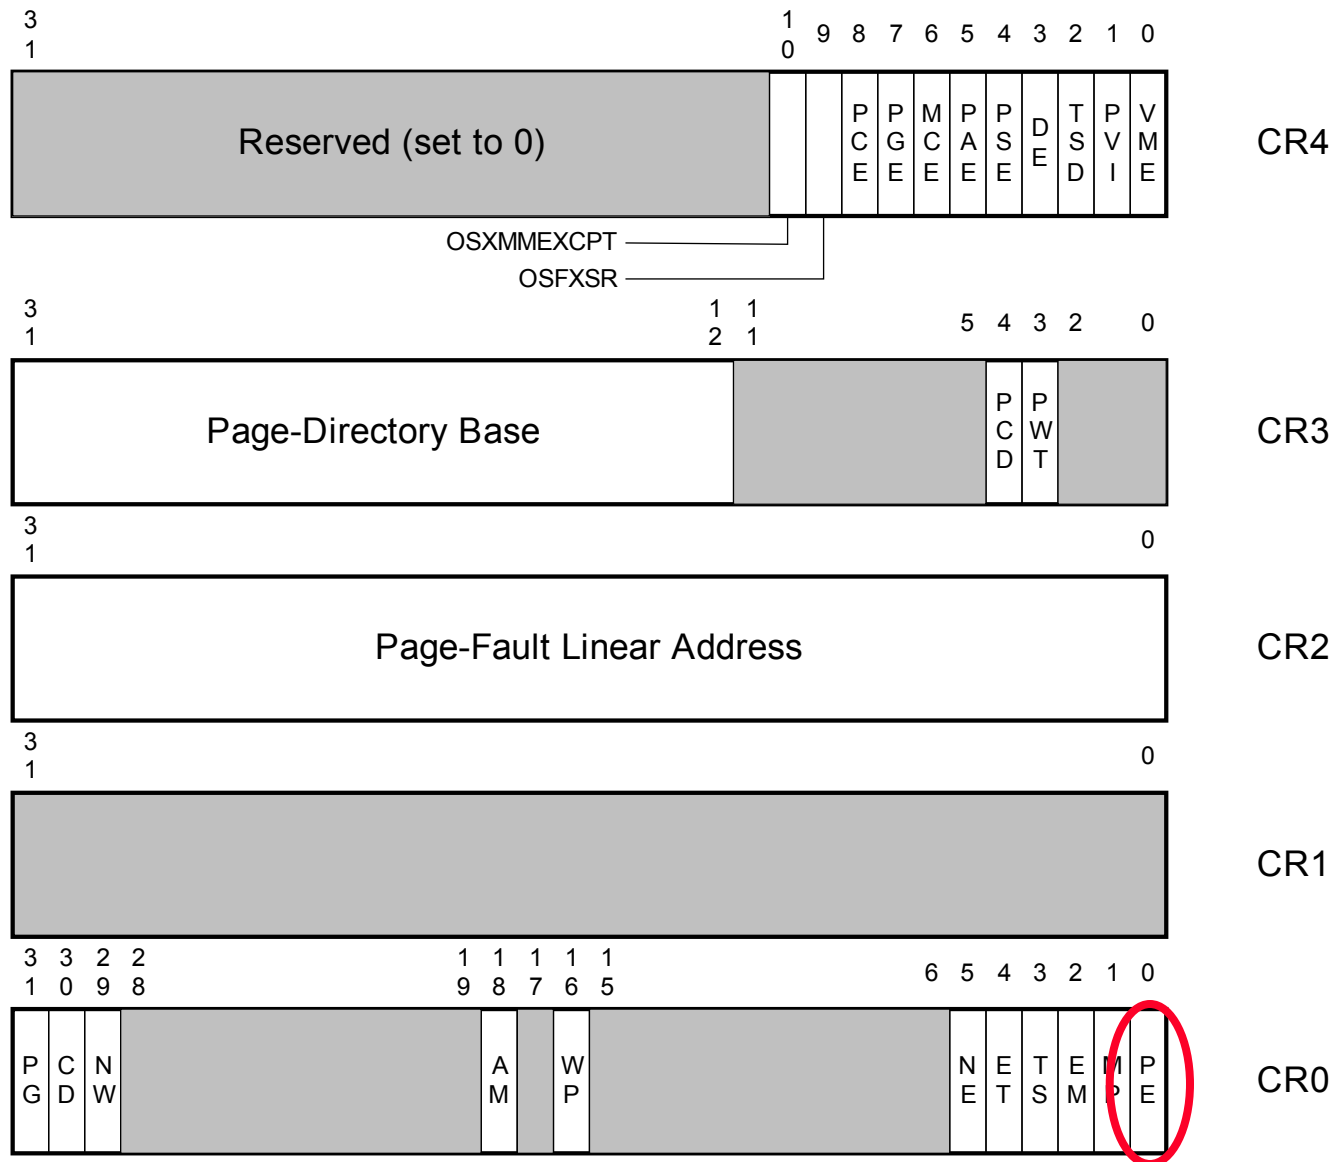 31 10 9 8 7 6 5 4 3 2 1 0
Reserved (set to 0) PCE PGE MCE PAE PSE DE TSD PVI VME CR4
OSXMMEXCPT
OSFXSR
31 12 11 5 4 3 2 0
Page-Directory Base PCD PWT CR3
31 0
Page-Fault Linear Address CR2
31 0
CR1
31 30 29 28 19 18 17 16 15 6 5 4 3 2 1 0
PG CD NW AM WP NE ET TS EM MP PE CR0